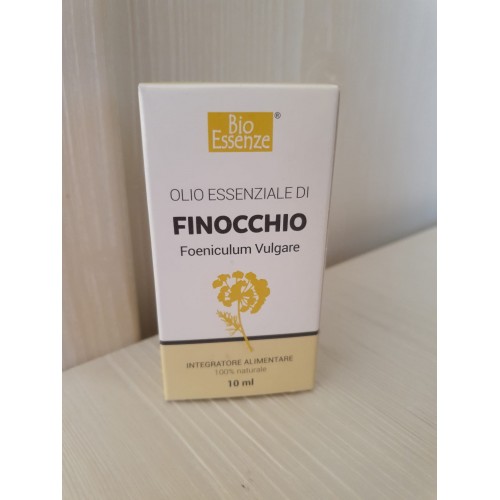 Bio
Essenze
®
OLIO ESSENZIALE DI
FINOCCHIO
Foeniculum Vulgare
INTEGRATORE ALIMENTARE
100% naturale
10 ml